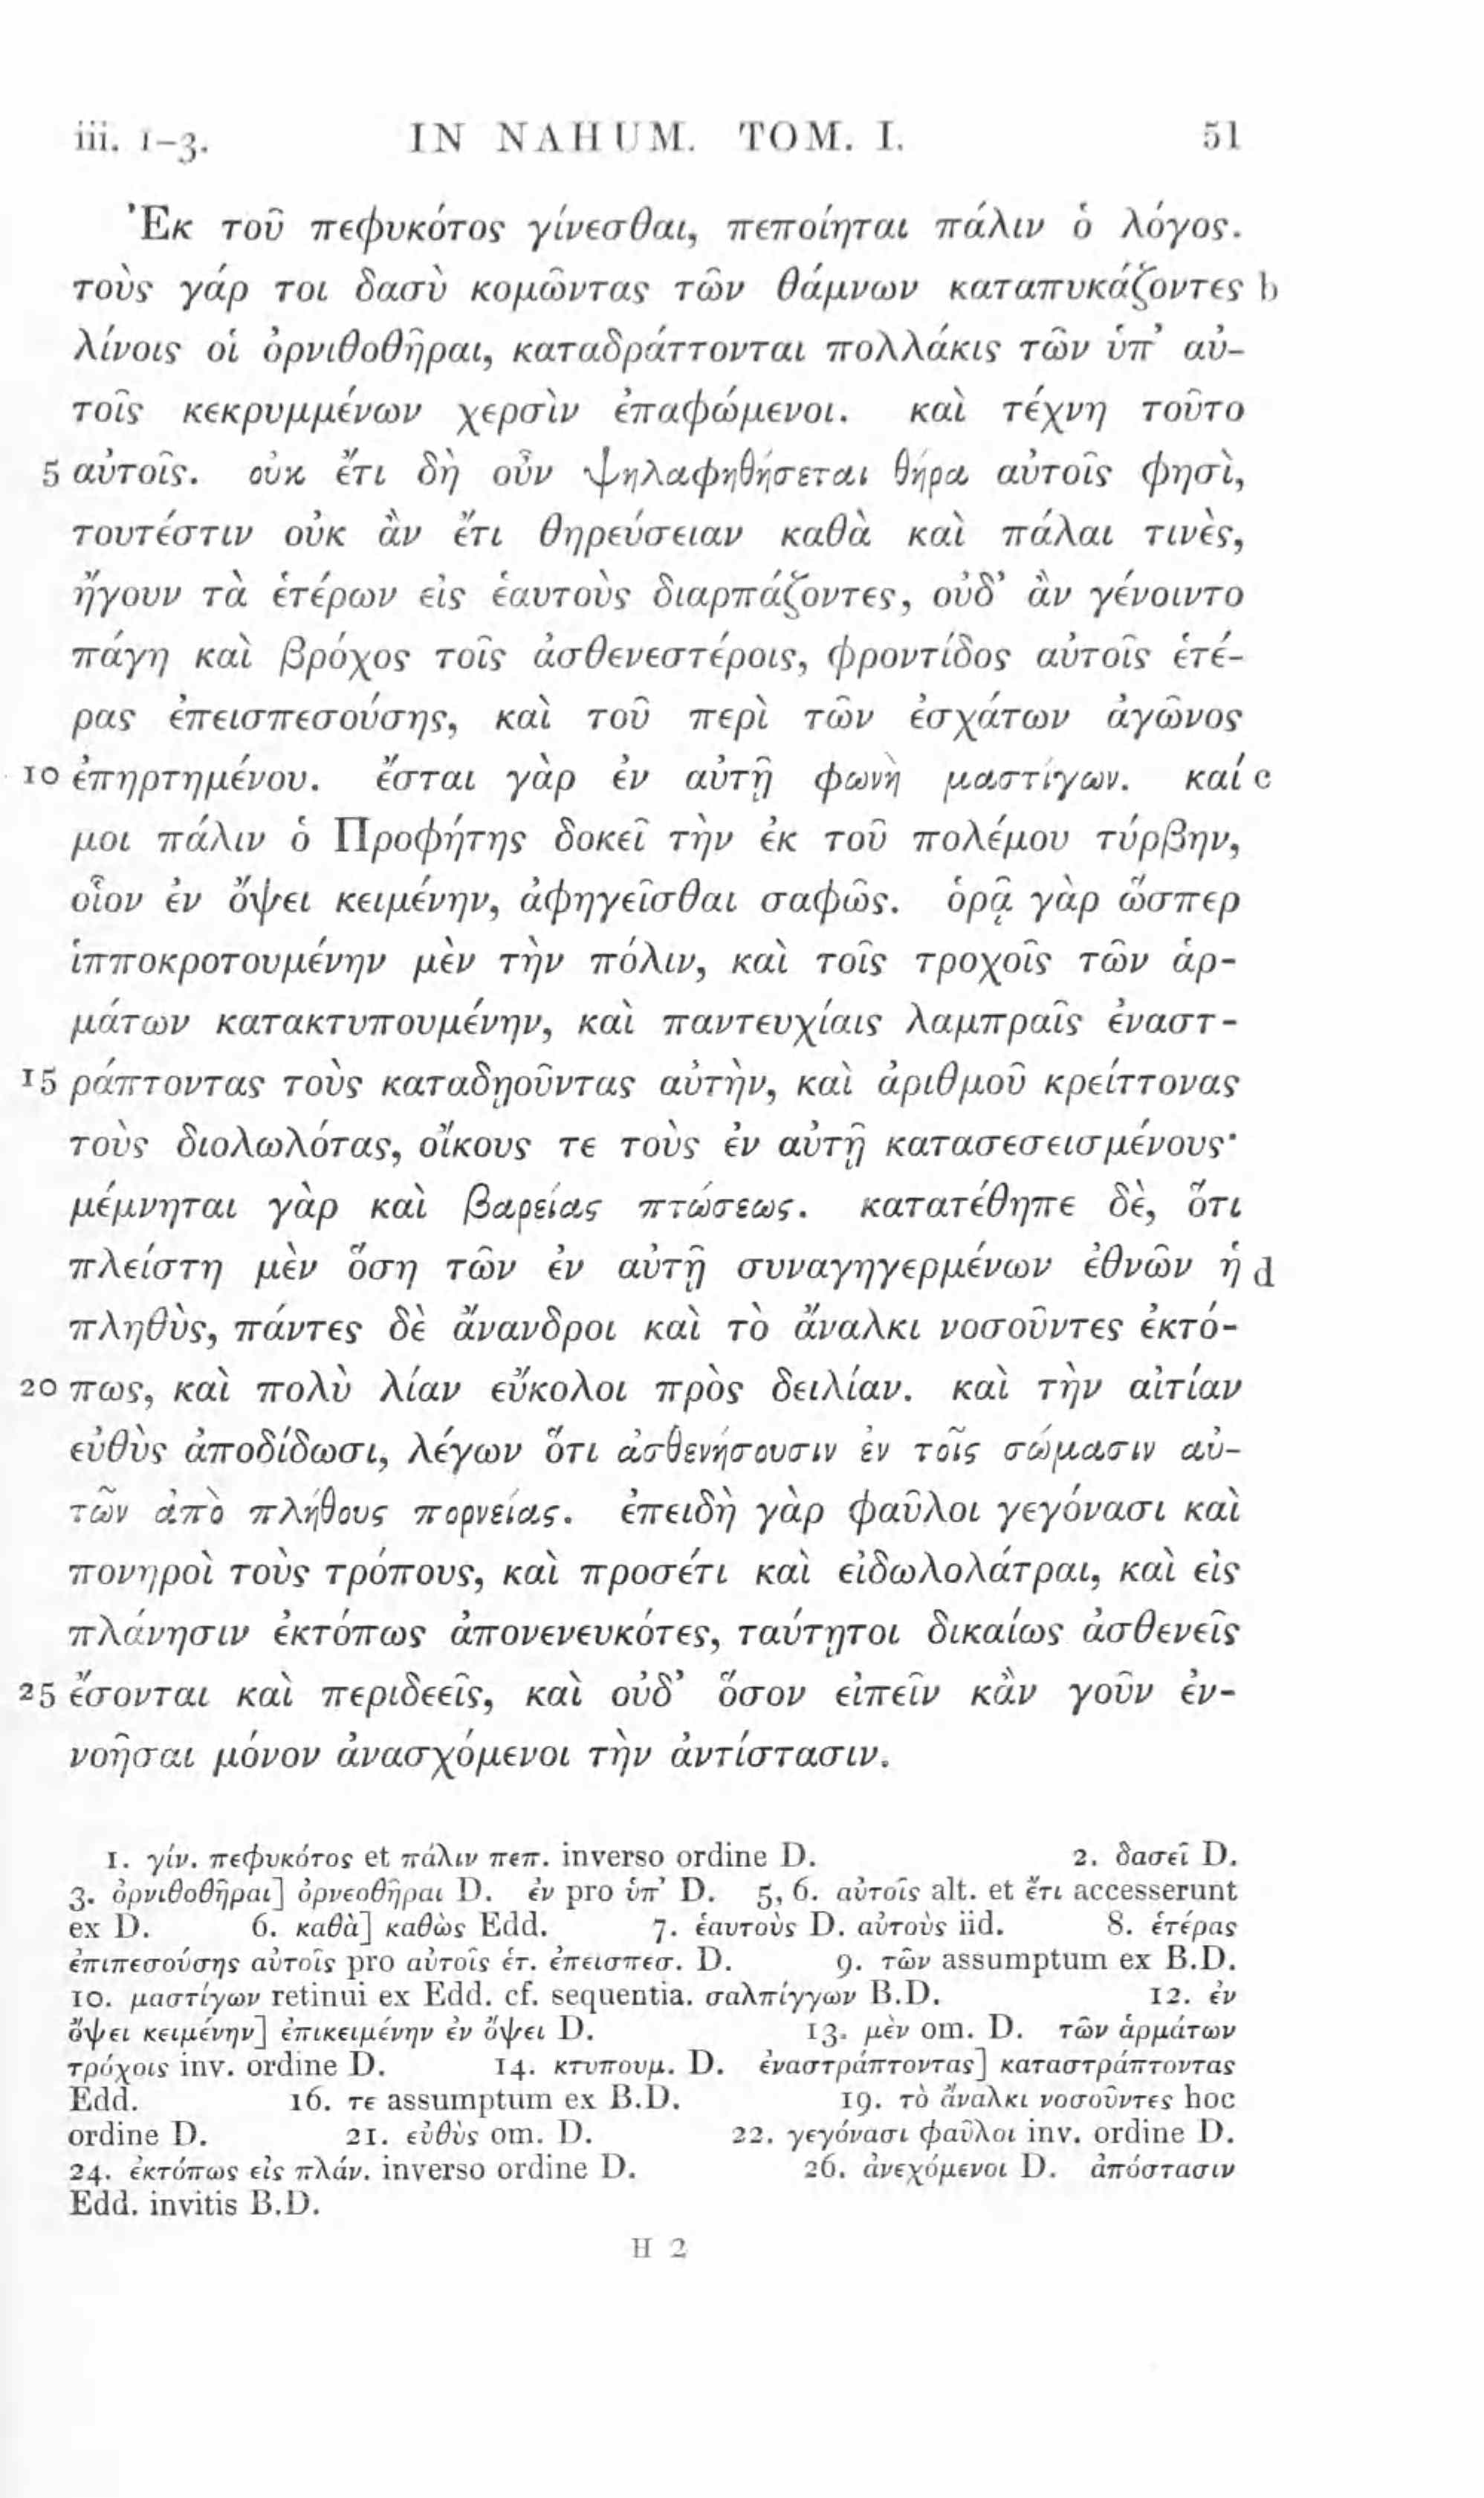 iii. 1–3. IN NAHUM. TOM. I. 51
Ἐκ τοῦ πεφυκότος γίνεσθαι, πεποίηται πάλιν ὁ λόγος.
τοὺς γάρ τοι δασὺ κομῶντας τῶν θάμνων καταπυκάζοντες b
λίνοις οἱ ὀρνιθοθῆραι, καταδράττονται πολλάκις τῶν ὑπ’ αὐ-
τοῖς κεκρυμμένων χερσὶν ἐπαφώμενοι. καὶ τέχνη τοῦτο
5 αὐτοῖς. οὐκ ἔτι δὴ οὖν ψηλαφηθήσεται θήρα αὐτοῖς φησὶ,
τουτέστιν οὐκ ἂν ἔτι θηρεύσειαν καθὰ καὶ πάλαι τινὲς,
ἤγουν τὰ ἑτέρων εἰς ἑαυτοὺς διαρπάζοντες, οὐδ’ ἂν γένοιντο
πάγη καὶ βρόχος τοῖς ἀσθενεστέροις, φροντίδος αὐτοῖς ἑτέ-
ρας ἐπεισπεσούσης, καὶ τοῦ περὶ τῶν ἐσχάτων ἀγῶνος
10 ἐπηρτημένου. ἔσται γὰρ ἐν αὐτῇ φωνὴ μαστίγων. καί c
μοι πάλιν ὁ Προφήτης δοκεῖ τὴν ἐκ τοῦ πολέμου τύρβην,
οἷον ἐν ὄψει κειμένην, ἀφηγεῖσθαι σαφῶς. ὁρᾷ γὰρ ὥσπερ
ἱπποκροτουμένην μὲν τὴν πόλιν, καὶ τοῖς τροχοῖς τῶν ἁρ-
μάτων κατακτυπουμένην, καὶ παντευχίαις λαμπραῖς ἐναστ-
15 ράπτοντας τοὺς καταδῃοῦντας αὐτὴν, καὶ ἀριθμοῦ κρείττονας
τοὺς διολωλότας, οἴκους τε τοὺς ἐν αὐτῇ κατασεσεισμένους·
μέμνηται γὰρ καὶ βαρείας πτώσεως. κατατέθηπε δὲ, ὅτι
πλείστη μὲν ὅση τῶν ἐν αὐτῇ συναγηγερμένων ἐθνῶν ἡ d
πληθὺς, πάντες δὲ ἄνανδροι καὶ τὸ ἄναλκι νοσοῦντες ἐκτό-
20 πως, καὶ πολὺ λίαν εὔκολοι πρὸς δειλίαν. καὶ τὴν αἰτίαν
εὐθὺς ἀποδίδωσι, λέγων ὅτι ἀσθενήσουσιν ἐν τοῖς σώμασιν αὐ-
τῶν ἀπὸ πλήθους πορνείας. ἐπειδὴ γὰρ φαῦλοι γεγόνασι καὶ
πονηροὶ τοὺς τρόπους, καὶ προσέτι καὶ εἰδωλολάτραι, καὶ εἰς
πλάνησιν ἐκτόπως ἀπονενευκότες, ταύτῃτοι δικαίως ἀσθενεῖς
25 ἔσονται καὶ περιδεεῖς, καὶ οὐδ’ ὅσον εἰπεῖν κἂν γοῦν ἐν-
νοῆσαι μόνον ἀνασχόμενοι τὴν ἀντίστασιν.
1. γίν. πεφυκότος et πάλιν πεπ. inverso ordine D. 2. δασεῖ D.
3. ὀρνιθοθῆραι] ὀρνεοθῆραι D. ἐν pro ὑπ’ D. 5, 6. αὐτοῖς alt. et ἔτι accesserunt
ex D. 6. καθὰ] καθὼς Edd. 7. ἑαυτοὺς D. αὐτοὺς iid. 8. ἑτέρας
ἐπιπεσούσης αὐτοῖς pro αὐτοῖς ἑτ. ἐπεισπεσ. D. 9. τῶν assumptum ex B.D.
10. μαστίγων retinui ex Edd. cf. sequentia. σαλπίγγων B.D. 12. ἐν
ὄψει κειμένην] ἐπικειμένην ἐν ὄψει D. 13. μὲν om. D. τῶν ἁρμάτων
τρόχοις inv. ordine D. 14. κτυπουμ. D. ἐναστράπτοντας] καταστράπτοντας
Edd. 16. τε assumptum ex B.D. 19. τὸ ἄναλκι νοσοῦντες hoc
ordine D. 21. εὐθὺς om. D. 22. γεγόνασι φαῦλοι inv. ordine D.
24. ἐκτόπως εἰς πλάν. inverso ordine D. 26. ἀνεχόμενοι D. ἀπόστασιν
Edd. invitis B.D.
H 2